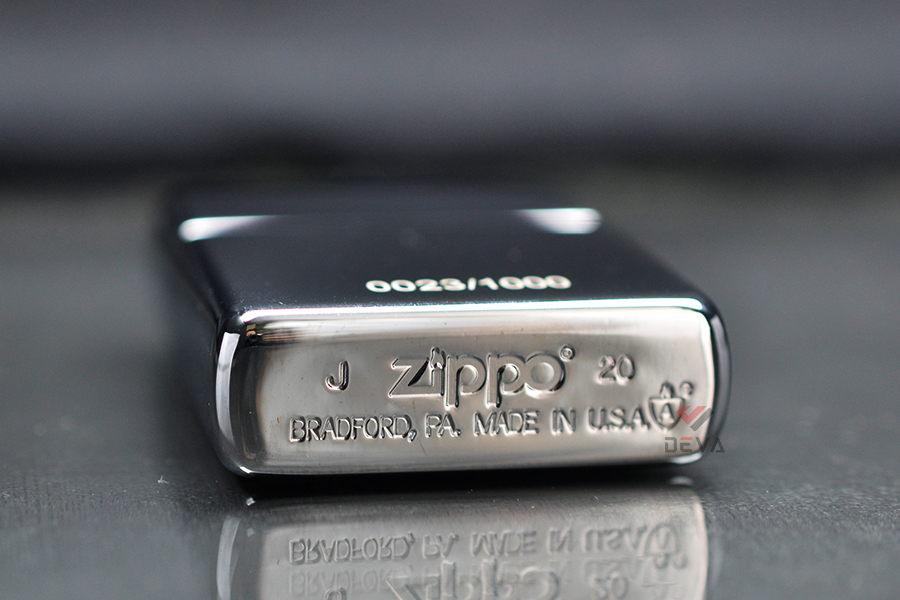 0023/1000
J zippo® 20
BRADFORD, PA. MADE IN U.S.A.
DEVA